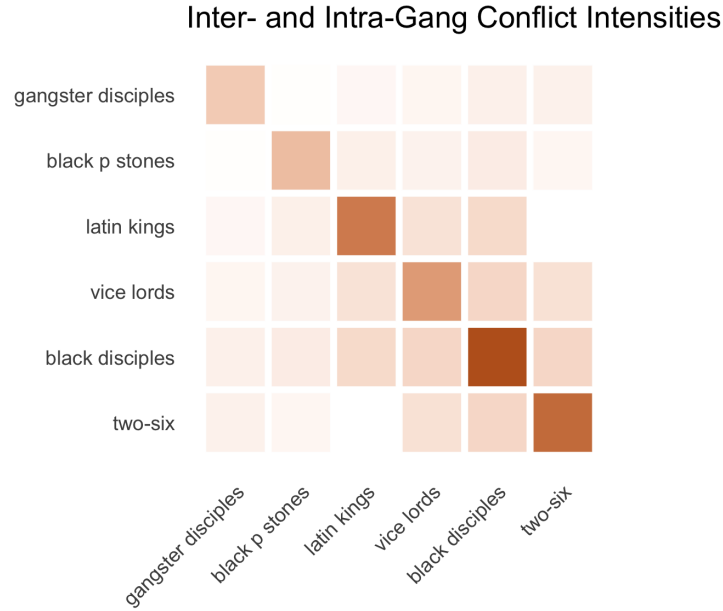 Inter- and Intra-Gang Conflict Intensities
gangster disciples
black p stones
latin kings
vice lords
black disciples
two-six
gangster disciples
black p stones
latin kings
vice lords
black disciples
two-six